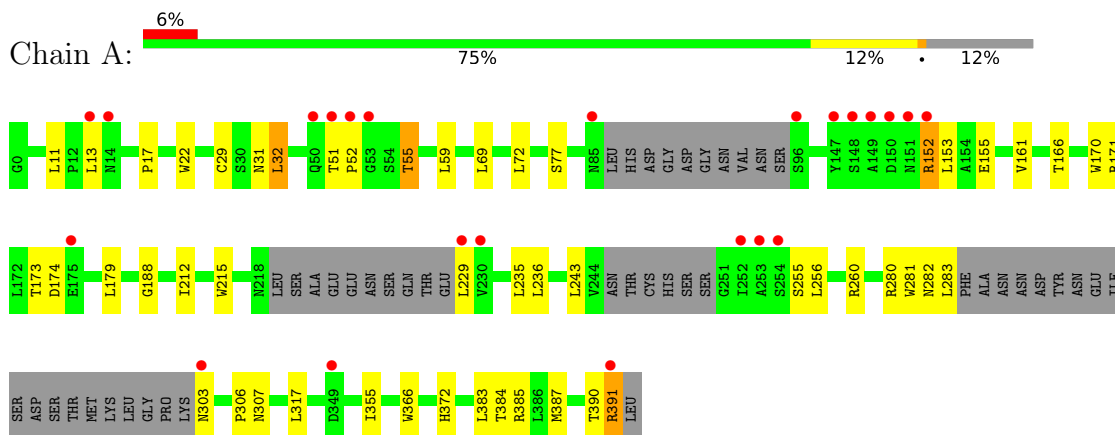 6%
Chain A:
75% 12% • 12%
G0 L11 P12 L13 N14 P17 W22 C29 S30 N31 L32 Q50 T51 P52 G53 S54 T55 L59 L69 L72 S77 N85 LEU HIS ASP GLY ASP GLY ASN VAL ASN SER S96 Y147 S148 A149 D150 N151 R152 L153 A154 E155 V161 T166 W170
L172 T173 D174 E175 L179 G188 I212 W215 N218 LEU SER ALA GLU GLU ASN SER GLN THR GLU L229 V230 L235 L236 L243 V244 ASN THR CYS HIS SER SER G251 I252 A253 S254 S255 L256 R260 R280 W281 N282 L283 PHE ALA ASN ASN ASP TYR ASN GLU
SER ASP SER THR MET LYS LEU GLY PRO LYS N303 P306 N307 L317 D349 I355 W366 H372 L383 T384 R385 L386 M387 T390 R391 LEU